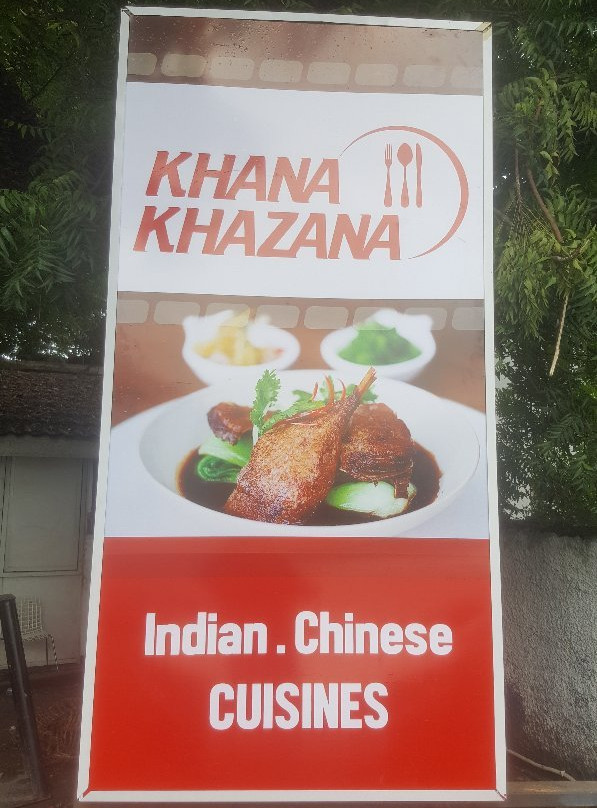 KHANA
KHAZANA
Indian . Chinese
CUISINES